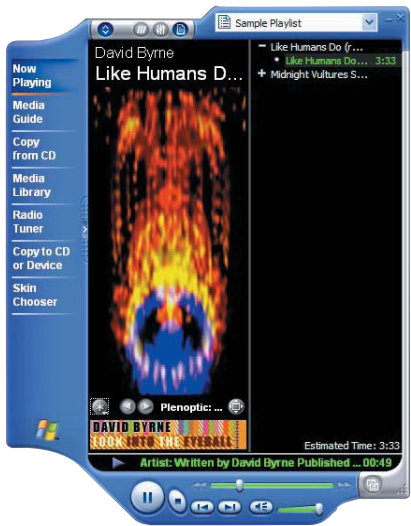 Sample Playlist
Now
Playing
Media
Guide
Copy
from CD
Media
Library
Radio
Tuner
Copy to CD
or Device
Skin
Chooser
David Byrne
Like Humans D...
Like Humans Do (r...
Like Humans Do... 3:33
Midnight Vultures S...
Plenoptic: ...
DAVID BYRNE
LOOK INTO THE EYEBALL
Estimated Time: 3:33
Artist: Written by David Byrne Published ... 00:49